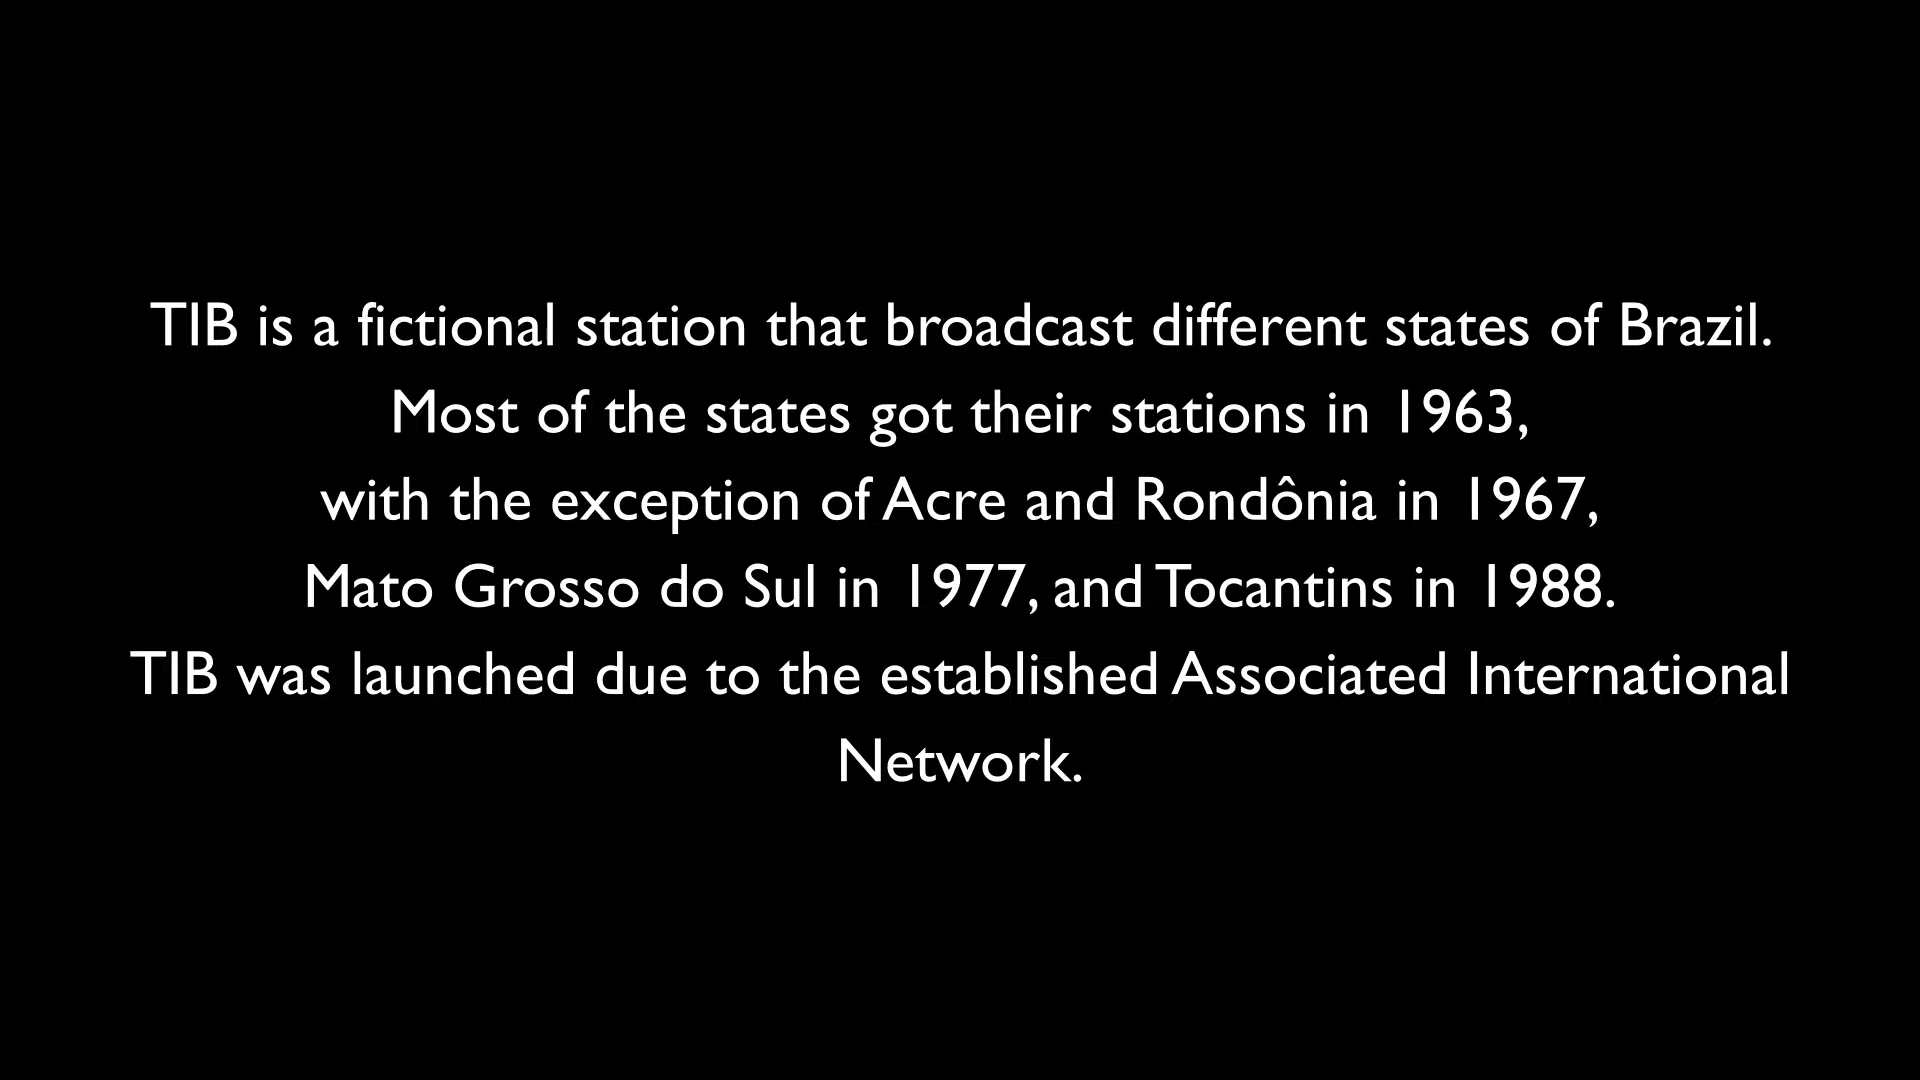 TIB is a fictional station that broadcast different states of Brazil.
Most of the states got their stations in 1963,
with the exception of Acre and Rondônia in 1967,
Mato Grosso do Sul in 1977, and Tocantins in 1988.
TIB was launched due to the established Associated International
Network.